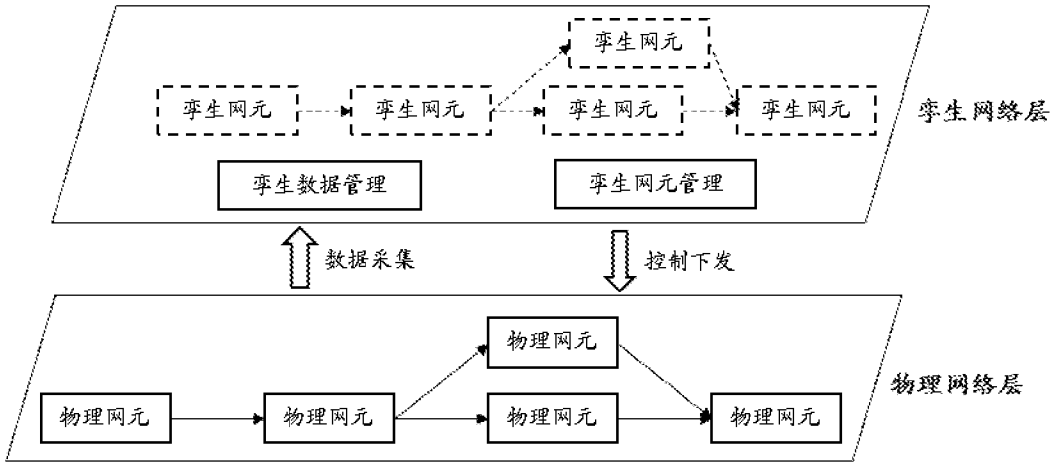 孪生网元
孪生网元
孪生网元
孪生网元
孪生网元
孪生网络层
孪生数据管理
孪生网元管理
数据采集
控制下发
物理网元
物理网络层
物理网元
物理网元
物理网元
物理网元